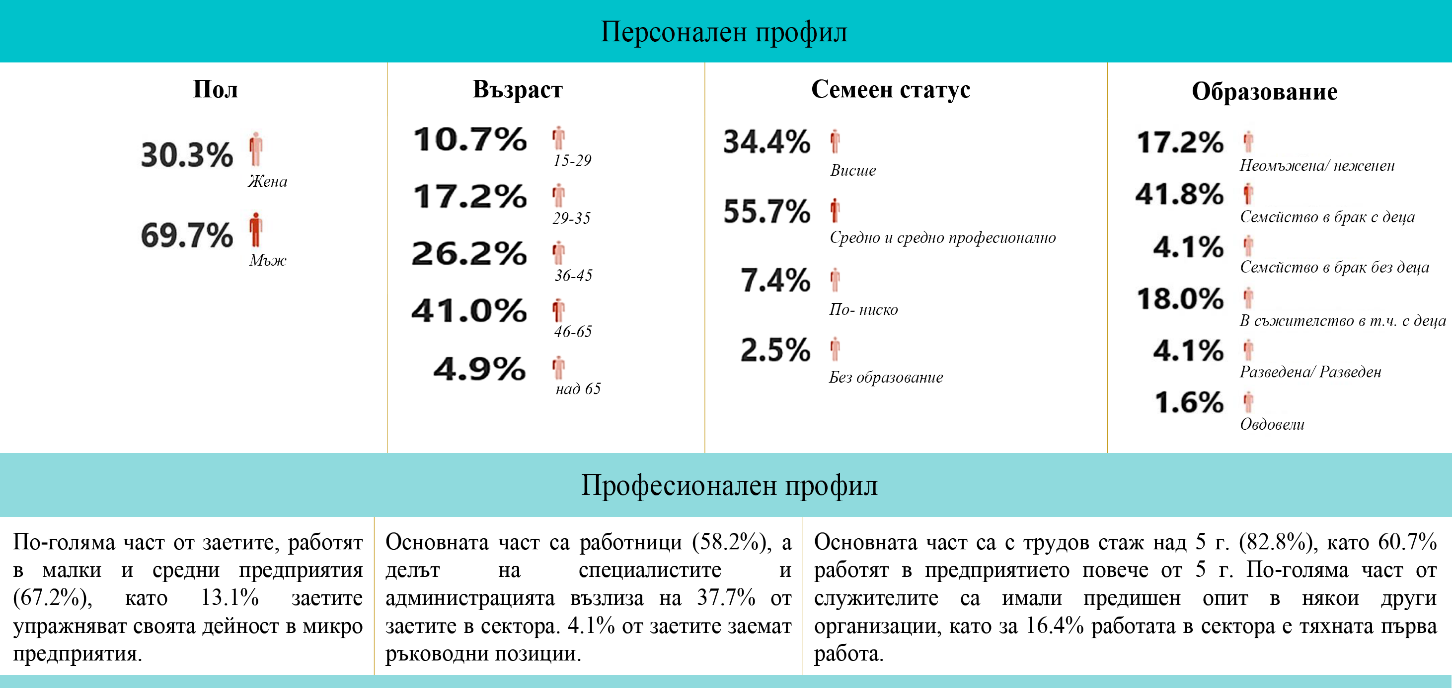 Персонален профил
Пол
30.3%
Жена
69.7%
Мъж
Възраст
10.7%
15-29
17.2%
29-35
26.2%
36-45
41.0%
46-65
4.9%
над 65
Семеен статус
34.4%
Висше
55.7%
Средно и средно професионално
7.4%
По- ниско
2.5%
Без образование
Образование
17.2%
Неомъжена/ неженен
41.8%
Семейство в брак с деца
4.1%
Семейство в брак без деца
18.0%
В съжителство в т.ч. с деца
4.1%
Разведена/ Разведен
1.6%
Овдовели
Професионален профил
По-голяма част от заетите, работят
в малки и средни предприятия
(67.2%), като 13.1% заетите
упражняват своята дейност в микро
предприятия.
Основната част са работници (58.2%), а
делът на специалистите и
администрацията възлиза на 37.7% от
заетите в сектора. 4.1% от заетите заемат
ръководни позиции.
Основната част са с трудов стаж над 5 г. (82.8%), като 60.7%
работят в предприятието повече от 5 г. По-голяма част от
служителите са имали предишен опит в някои други
организации, като за 16.4% работата в сектора е тяхната първа
работа.